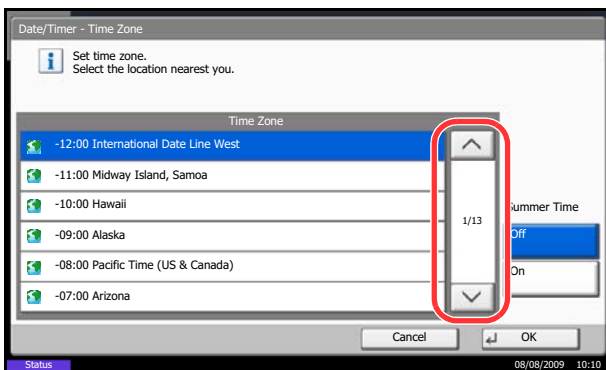 Date/Timer - Time Zone
Set time zone.
Select the location nearest you.
Time Zone
-12:00 International Date Line West
-11:00 Midway Island, Samoa
-10:00 Hawaii
-09:00 Alaska
-08:00 Pacific Time (US & Canada)
-07:00 Arizona
1/13
Summer Time
Off
On
Cancel
OK
Status
08/08/2009 10:10